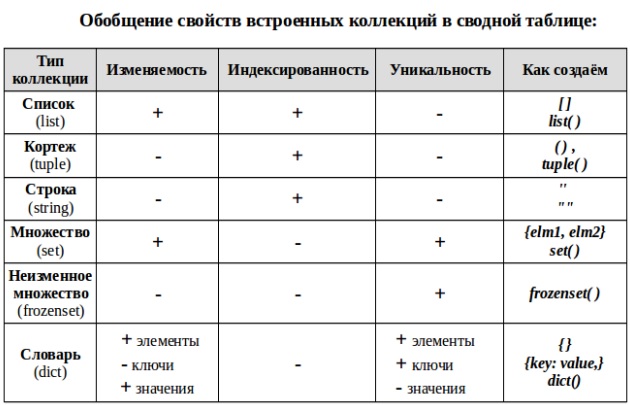 Обобщение свойств встроенных коллекций в сводной таблице:
Тип коллекции Изменяемость Индексированность Уникальность Как создаём
Список (list) + + - [ ] list( )
Кортеж (tuple) - + - ( ) , tuple( )
Строка (string) - + - '' ""
Множество (set) + - + {elm1, elm2} set( )
Неизменное множество (frozenset) - - + frozenset( )
Словарь (dict) + элементы - ключи + значения - + элементы + ключи - значения {} {key: value,} dict()